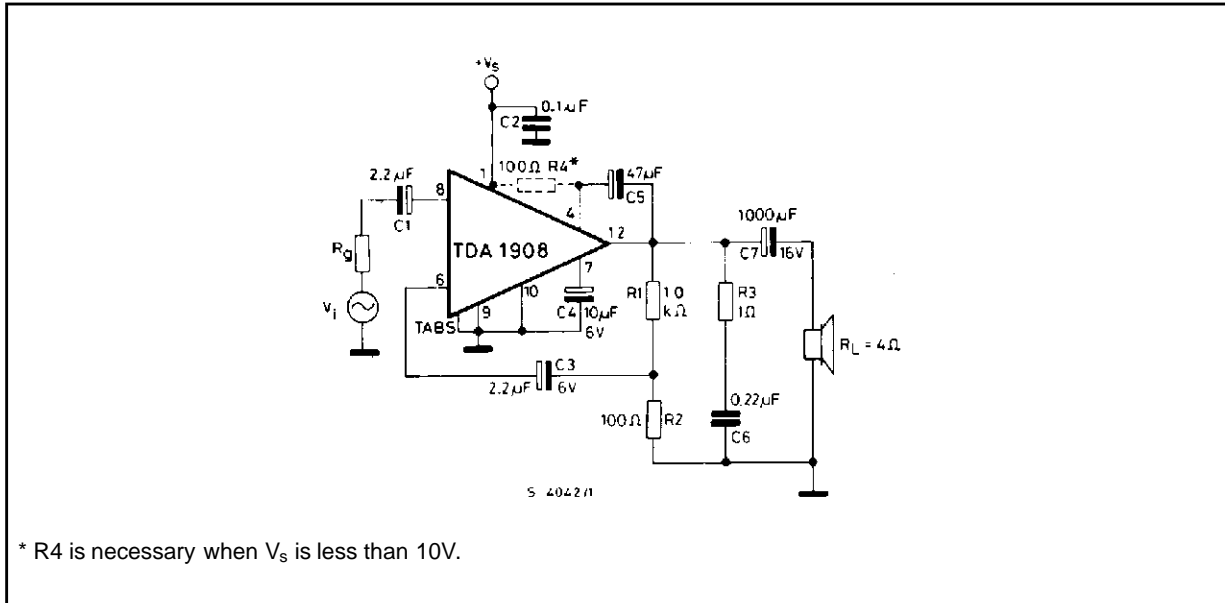 +Vs
0.1µF
C2
1
100Ω R4*
47µF
C5
2.2µF
C1
8
4
12
1000µF
C7
16V
TDA 1908
Rg
Vi
6
7
10
9
TABS
C4
10µF
6V
R1
10
kΩ
R3
1Ω
RL = 4Ω
C3
2.2µF
6V
100Ω
R2
0.22µF
C6
S-4042/1
* R4 is necessary when Vs is less than 10V.